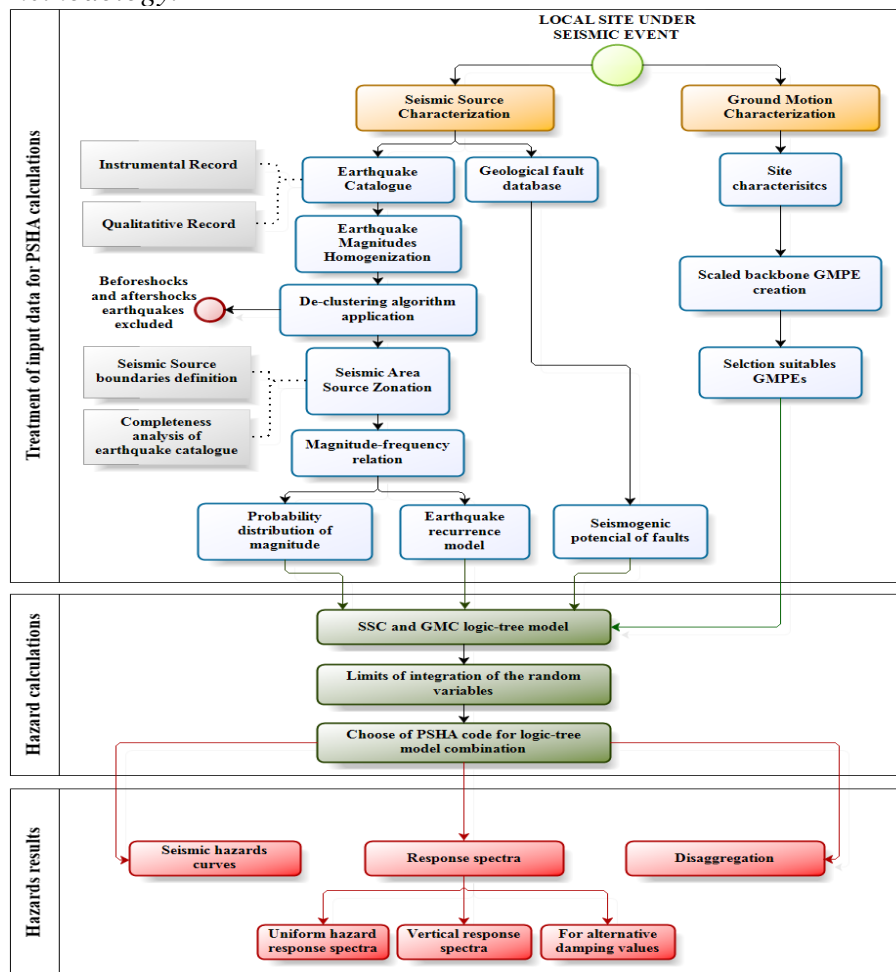 LOCAL SITE UNDER
SEISMIC EVENT
Treatment of input data for PSHA calculations
Seismic Source
Characterization
Ground Motion
Characterization
Instrumental Record
Qualitatitive Record
Earthquake
Catalogue
Geological fault
database
Site
characterisitcs
Earthquake
Magnitudes
Homogenization
Scaled backbone GMPE
creation
Beforeshocks
and aftershocks
earthquakes
excluded
De-clustering algorithm
application
Seismic Source
boundaries definition
Seismic Area
Source Zonation
Selction suitables
GMPEs
Completeness
analysis of
earthquake catalogue
Magnitude-frequency
relation
Probability
distribution of
magnitude
Earthquake
recurrence model
Seismogenic
potencial of faults
Hazard calculations
SSC and GMC logic-tree model
Limits of integration of the random
variables
Choose of PSHA code for logic-tree
model combination
Hazards results
Seismic hazards
curves
Response spectra
Disaggregation
Uniform hazard
response spectra
Vertical response
spectra
For alternative
damping values